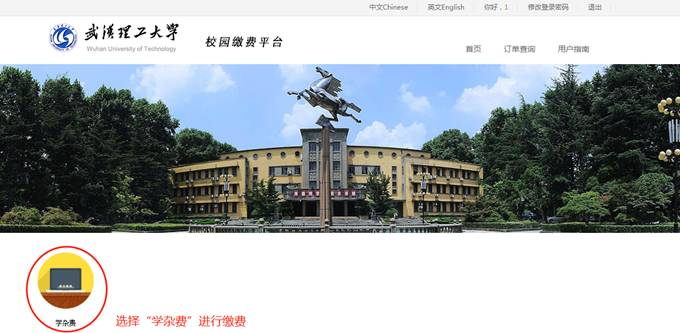 中文Chinese 英文English 你好，1 修改登录密码 退出
武汉理工大学 校园缴费平台
Wuhan University of Technology
首页 订单查询 用户指南
学杂费
选择“学杂费”进行缴费